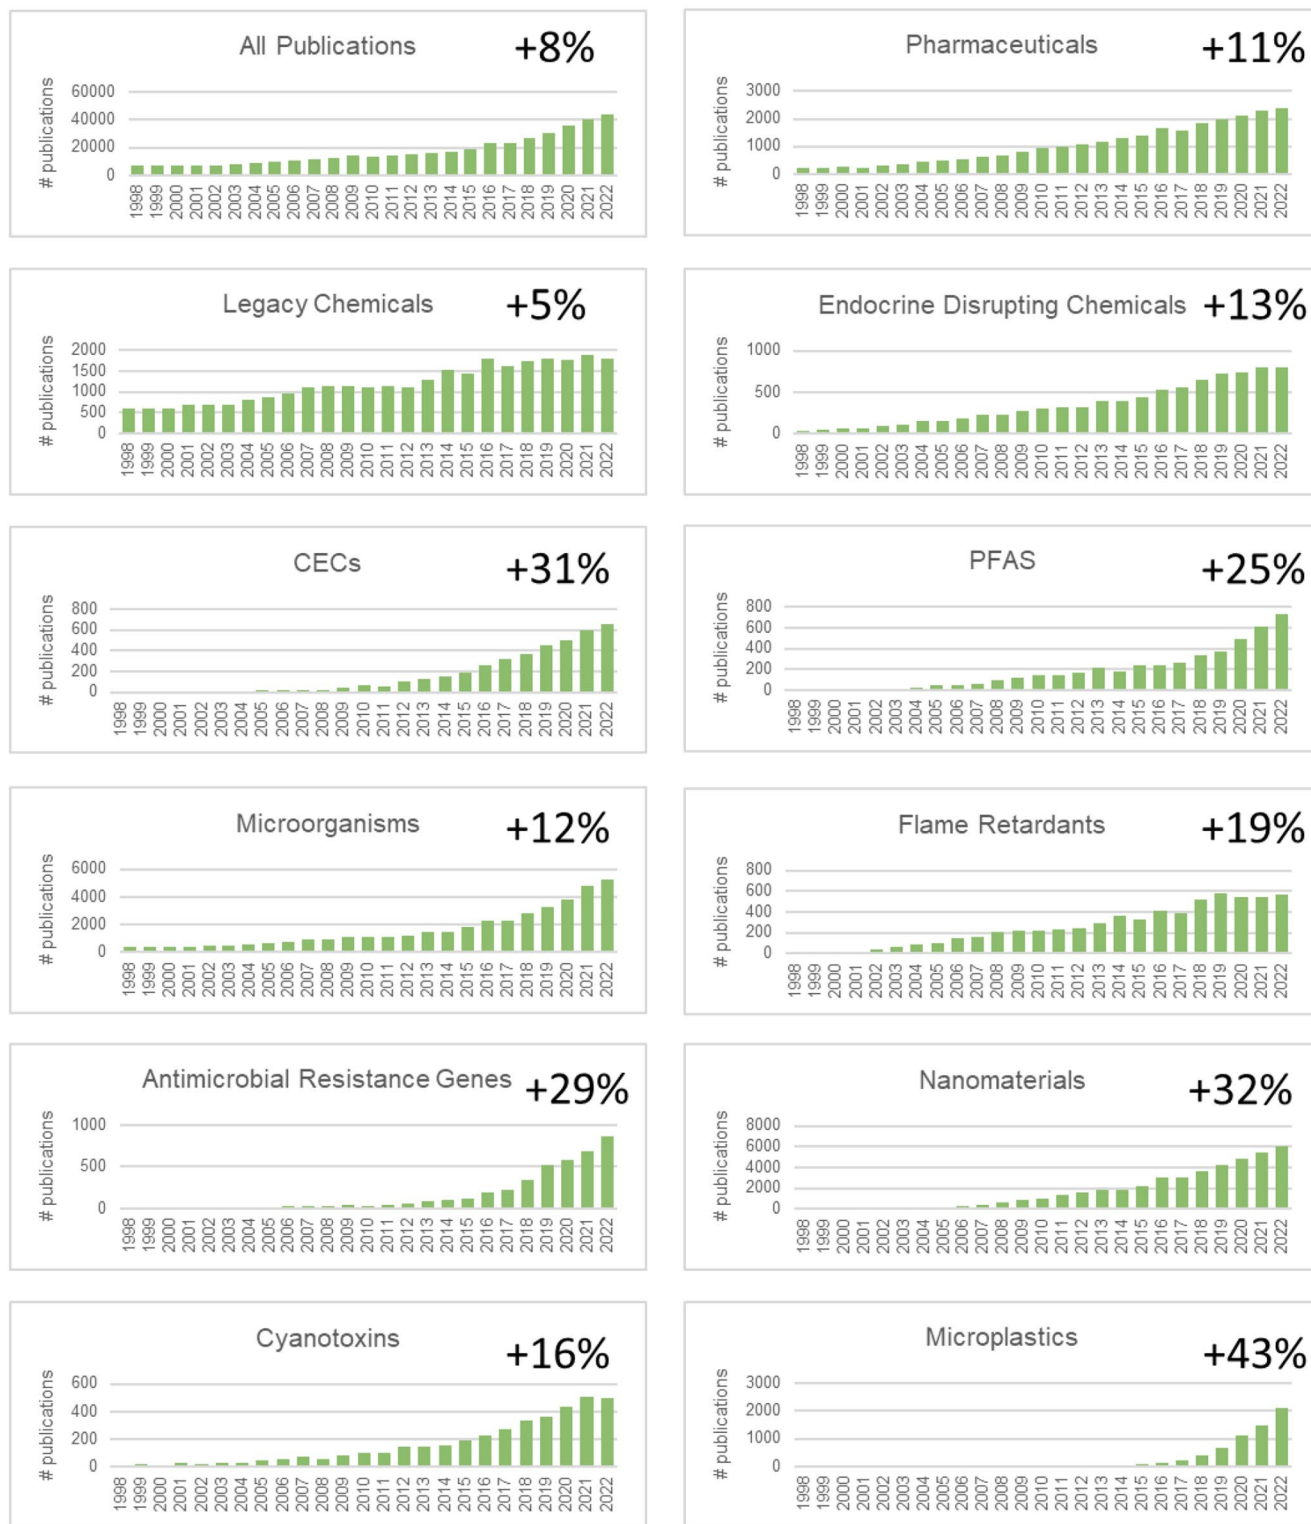 All Publications +8%
# publications
60000
40000
20000
0
1998 1999 2000 2001 2002 2003 2004 2005 2006 2007 2008 2009 2010 2011 2012 2013 2014 2015 2016 2017 2018 2019 2020 2021 2022
Pharmaceuticals +11%
# publications
3000
2000
1000
0
1998 1999 2000 2001 2002 2003 2004 2005 2006 2007 2008 2009 2010 2011 2012 2013 2014 2015 2016 2017 2018 2019 2020 2021 2022
Legacy Chemicals +5%
# publications
2000
1500
1000
500
0
1998 1999 2000 2001 2002 2003 2004 2005 2006 2007 2008 2009 2010 2011 2012 2013 2014 2015 2016 2017 2018 2019 2020 2021 2022
Endocrine Disrupting Chemicals +13%
# publications
1000
500
0
1998 1999 2000 2001 2002 2003 2004 2005 2006 2007 2008 2009 2010 2011 2012 2013 2014 2015 2016 2017 2018 2019 2020 2021 2022
CECs +31%
# publications
800
600
400
200
0
1998 1999 2000 2001 2002 2003 2004 2005 2006 2007 2008 2009 2010 2011 2012 2013 2014 2015 2016 2017 2018 2019 2020 2021 2022
PFAS +25%
# publications
800
600
400
200
0
1998 1999 2000 2001 2002 2003 2004 2005 2006 2007 2008 2009 2010 2011 2012 2013 2014 2015 2016 2017 2018 2019 2020 2021 2022
Microorganisms +12%
# publications
6000
4000
2000
0
1998 1999 2000 2001 2002 2003 2004 2005 2006 2007 2008 2009 2010 2011 2012 2013 2014 2015 2016 2017 2018 2019 2020 2021 2022
Flame Retardants +19%
# publications
800
600
400
200
0
1998 1999 2000 2001 2002 2003 2004 2005 2006 2007 2008 2009 2010 2011 2012 2013 2014 2015 2016 2017 2018 2019 2020 2021 2022
Antimicrobial Resistance Genes +29%
# publications
1000
500
0
1998 1999 2000 2001 2002 2003 2004 2005 2006 2007 2008 2009 2010 2011 2012 2013 2014 2015 2016 2017 2018 2019 2020 2021 2022
Nanomaterials +32%
# publications
8000
6000
4000
2000
0
1998 1999 2000 2001 2002 2003 2004 2005 2006 2007 2008 2009 2010 2011 2012 2013 2014 2015 2016 2017 2018 2019 2020 2021 2022
Cyanotoxins +16%
# publications
600
400
200
0
1998 1999 2000 2001 2002 2003 2004 2005 2006 2007 2008 2009 2010 2011 2012 2013 2014 2015 2016 2017 2018 2019 2020 2021 2022
Microplastics +43%
# publications
3000
2000
1000
0
1998 1999 2000 2001 2002 2003 2004 2005 2006 2007 2008 2009 2010 2011 2012 2013 2014 2015 2016 2017 2018 2019 2020 2021 2022